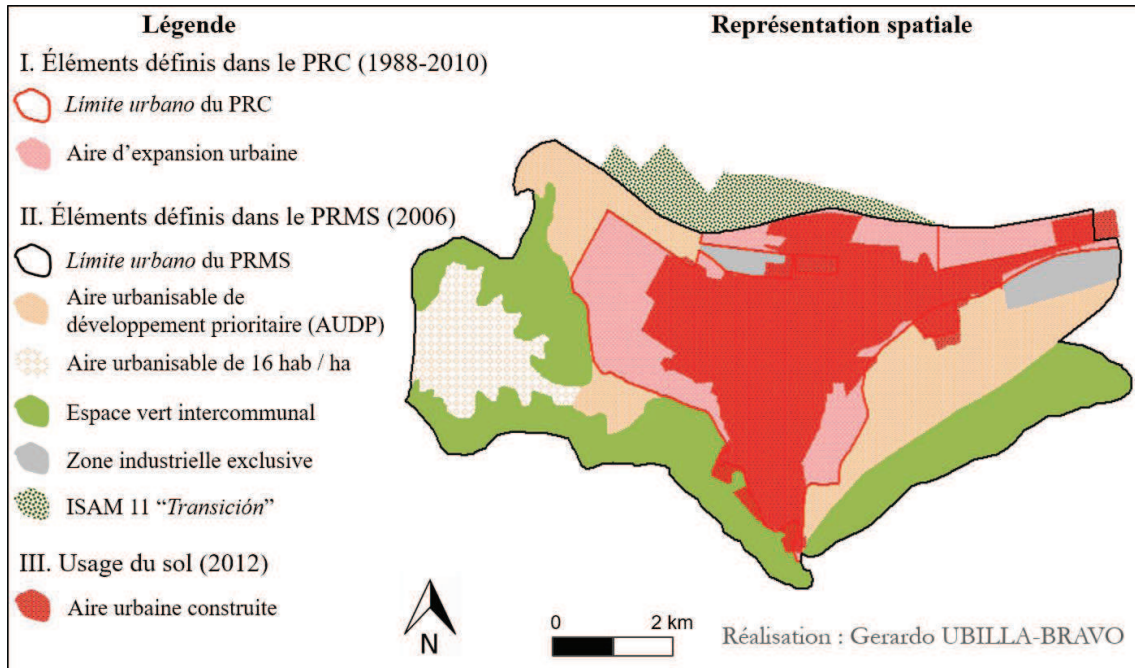 Légende
I. Éléments définis dans le PRC (1988-2010)
Límite urbano du PRC
Aire d’expansion urbaine
II. Éléments définis dans le PRMS (2006)
Límite urbano du PRMS
Aire urbanisable de
développement prioritaire (AUDP)
Aire urbanisable de 16 hab / ha
Espace vert intercommunal
Zone industrielle exclusive
ISAM 11 “Transición”
III. Usage du sol (2012)
Aire urbaine construite
Représentation spatiale
N
0 2 km
Réalisation : Gerardo UBILLA-BRAVO